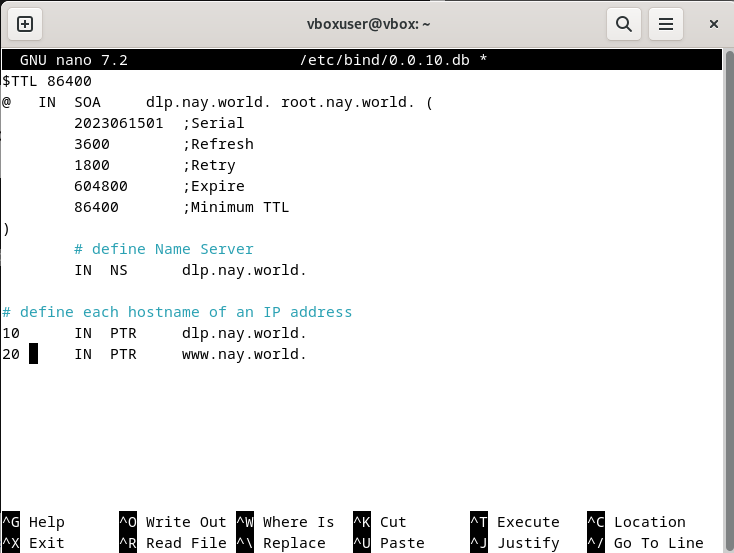 vboxuser@vbox: ~
GNU nano 7.2 /etc/bind/0.0.10.db *
$TTL 86400
@   IN  SOA     dlp.nay.world. root.nay.world. (
        2023061501  ;Serial
        3600        ;Refresh
        1800        ;Retry
        604800      ;Expire
        86400       ;Minimum TTL
)
        # define Name Server
        IN  NS      dlp.nay.world.
# define each hostname of an IP address
10      IN  PTR     dlp.nay.world.
20      IN  PTR     www.nay.world.
^G Help ^O Write Out ^W Where Is ^K Cut ^T Execute ^C Location
^X Exit ^R Read File ^\ Replace ^U Paste ^J Justify ^/ Go To Line